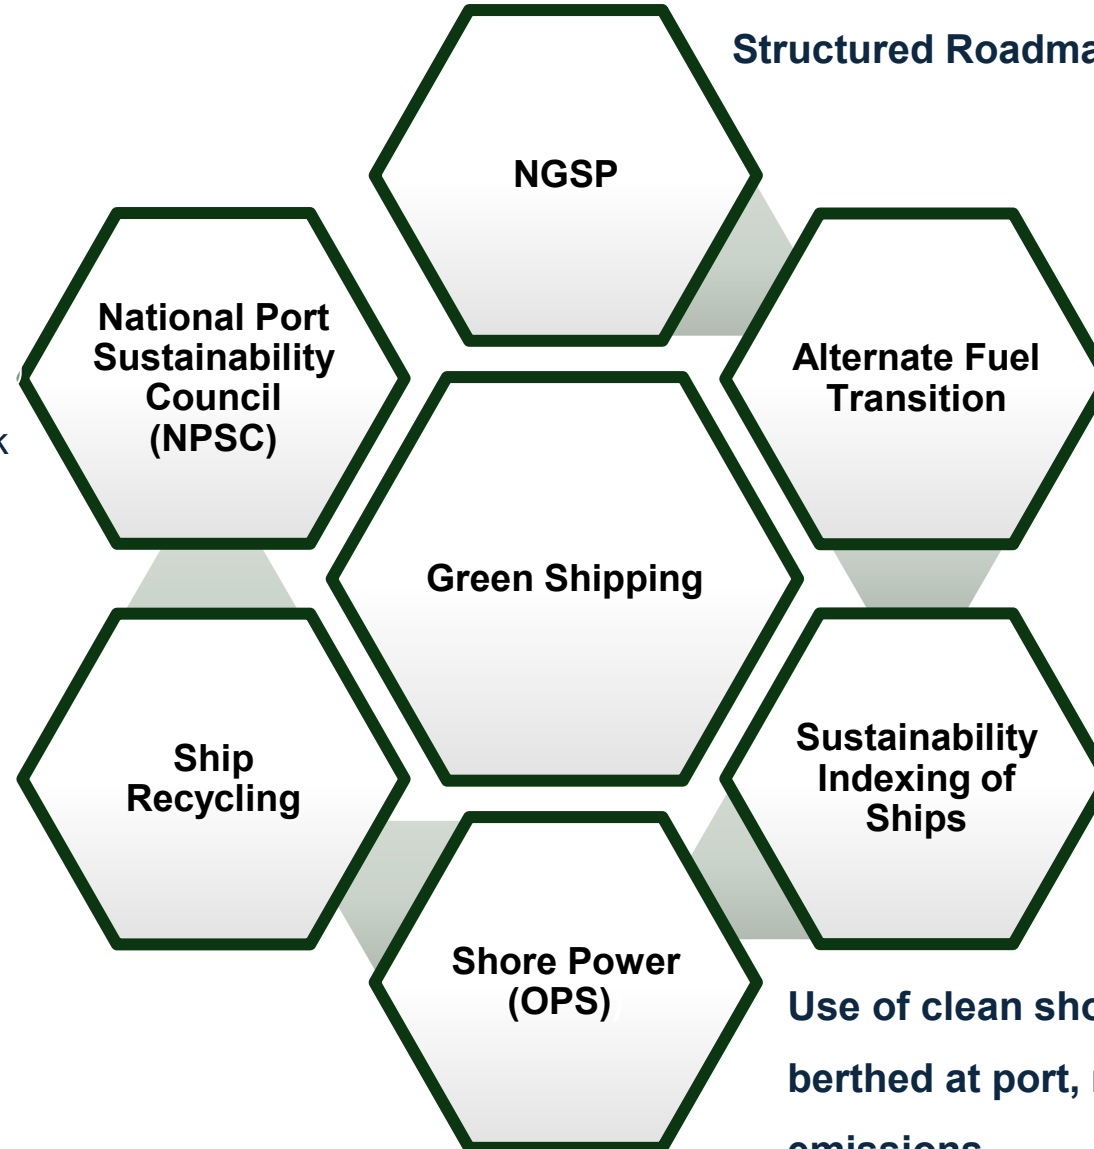 Structured Roadma
NGSP
National Port
Sustainability
Council
(NPSC)
Alternate Fuel
Transition
k
Green Shipping
Ship
Recycling
Sustainability
Indexing of
Ships
Shore Power
(OPS)
Use of clean sho
berthed at port,
emissions